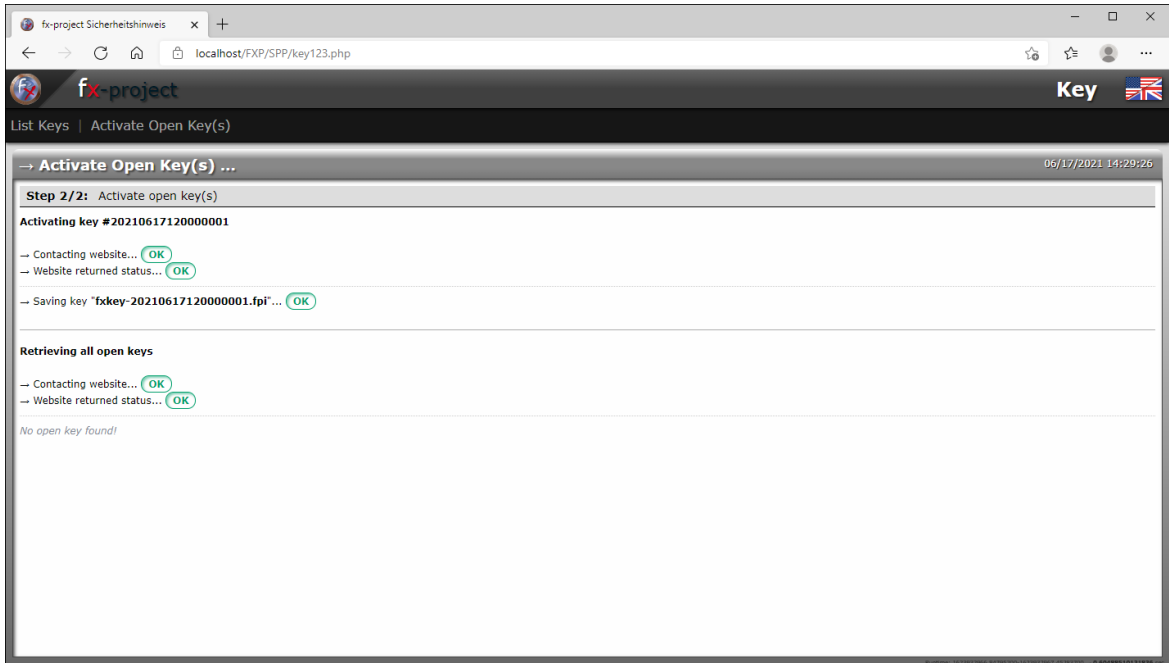 fx-project Sicherheitshinweis
localhost/FXP/SPP/key123.php
fx
fx-project
Key
List Keys | Activate Open Key(s)
→ Activate Open Key(s) ...
06/17/2021 14:29:26
Step 2/2: Activate open key(s)
Activating key #20210617120000001
→ Contacting website... OK
→ Website returned status... OK
→ Saving key "fxkey-20210617120000001.fpi"... OK
Retrieving all open keys
→ Contacting website... OK
→ Website returned status... OK
No open key found!